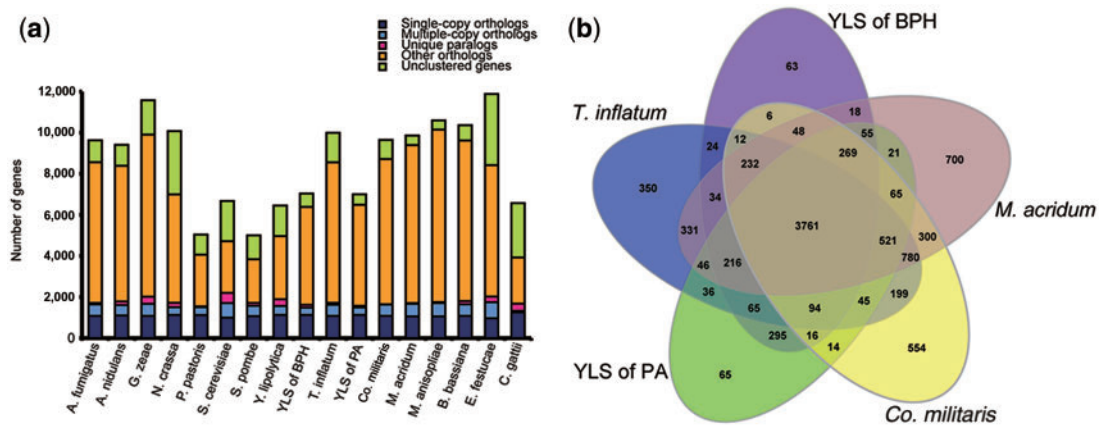 (a)
Single-copy orthologs
Multiple-copy orthologs
Unique paralogs
Other orthologs
Unclustered genes
Number of genes
12,000
10,000
8,000
6,000
4,000
2,000
0
A. fumigatus
A. nidulans
G. zeae
N. crassa
P. pastoris
S. cerevisiae
S. pombe
Y. lipolytica
YLS of BPH
T. inflatum
YLS of PA
Co. militaris
M. acridum
M. anisopliae
B. bassiana
E. festucae
C. gattii
(b)
YLS of BPH
T. inflatum
M. acridum
YLS of PA
Co. militaris
63
6
18
48
55
24
12
269
21
700
232
350
34
65
3761
331
521
300
216
780
46
36
199
65
94
45
295
16
14
554
65